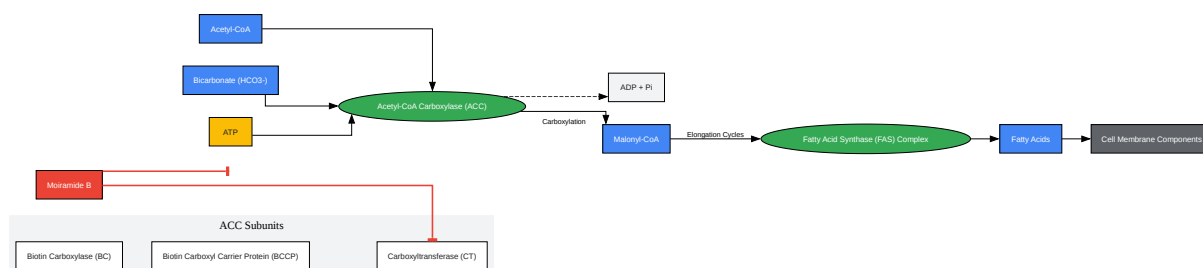 Acetyl-CoA
Bicarbonate (HCO3-)
ADP + Pi
Acetyl-CoA Carboxylase (ACC)
Carboxylation
ATP
Malonyl-CoA
Elongation Cycles
Fatty Acid Synthase (FAS) Complex
Fatty Acids
Cell Membrane Components
Moiramide B
ACC Subunits
Biotin Carboxylase (BC)
Biotin Carboxyl Carrier Protein (BCCP)
Carboxyltransferase (CT)